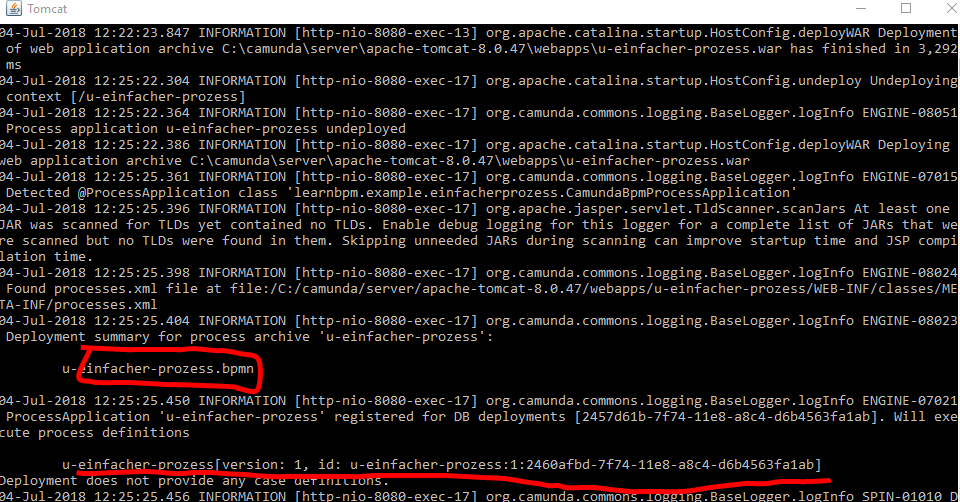 Tomcat
04-Jul-2018 12:22:23.847 INFORMATION [http-nio-8080-exec-13] org.apache.catalina.startup.HostConfig.deployWAR Deployment
of web application archive C:\camunda\server\apache-tomcat-8.0.47\webapps\u-einfacher-prozess.war has finished in 3,292
ms
04-Jul-2018 12:25:22.304 INFORMATION [http-nio-8080-exec-17] org.apache.catalina.startup.HostConfig.undeploy Undeploying
context [/u-einfacher-prozess]
04-Jul-2018 12:25:22.364 INFORMATION [http-nio-8080-exec-17] org.camunda.commons.logging.BaseLogger.logInfo ENGINE-08051
Process application u-einfacher-prozess undeployed
04-Jul-2018 12:25:22.386 INFORMATION [http-nio-8080-exec-17] org.apache.catalina.startup.HostConfig.deployWAR Deploying
web application archive C:\camunda\server\apache-tomcat-8.0.47\webapps\u-einfacher-prozess.war
04-Jul-2018 12:25:25.361 INFORMATION [http-nio-8080-exec-17] org.camunda.commons.logging.BaseLogger.logInfo ENGINE-07015
Detected @ProcessApplication class 'learnbpm.example.einfacherprozess.CamundaBpmProcessApplication'
04-Jul-2018 12:25:25.396 INFORMATION [http-nio-8080-exec-17] org.apache.jasper.servlet.TldScanner.scanJars At least one
JAR was scanned for TLDs yet contained no TLDs. Enable debug logging for this logger for a complete list of JARs that we
re scanned but no TLDs were found in them. Skipping unneeded JARs during scanning can improve startup time and JSP compi
lation time.
04-Jul-2018 12:25:25.398 INFORMATION [http-nio-8080-exec-17] org.camunda.commons.logging.BaseLogger.logInfo ENGINE-08024
Found processes.xml file at file:/C:/camunda/server/apache-tomcat-8.0.47/webapps/u-einfacher-prozess/WEB-INF/classes/ME
TA-INF/processes.xml
04-Jul-2018 12:25:25.404 INFORMATION [http-nio-8080-exec-17] org.camunda.commons.logging.BaseLogger.logInfo ENGINE-08023
Deployment summary for process archive 'u-einfacher-prozess':
u-einfacher-prozess.bpmn
04-Jul-2018 12:25:25.450 INFORMATION [http-nio-8080-exec-17] org.camunda.commons.logging.BaseLogger.logInfo ENGINE-07021
ProcessApplication 'u-einfacher-prozess' registered for DB deployments [2457d61b-7f74-11e8-a8c4-d6b4563fa1ab]. Will exe
cute process definitions
u-einfacher-prozess[version: 1, id: u-einfacher-prozess:1:2460afbd-7f74-11e8-a8c4-d6b4563fa1ab]
Deployment does not provide any case definitions.
04-Jul-2018 12:25:25.456 INFORMATION [http-nio-8080-exec-17] org.camunda.commons.logging.BaseLogger.logInfo SPIN-01010 D